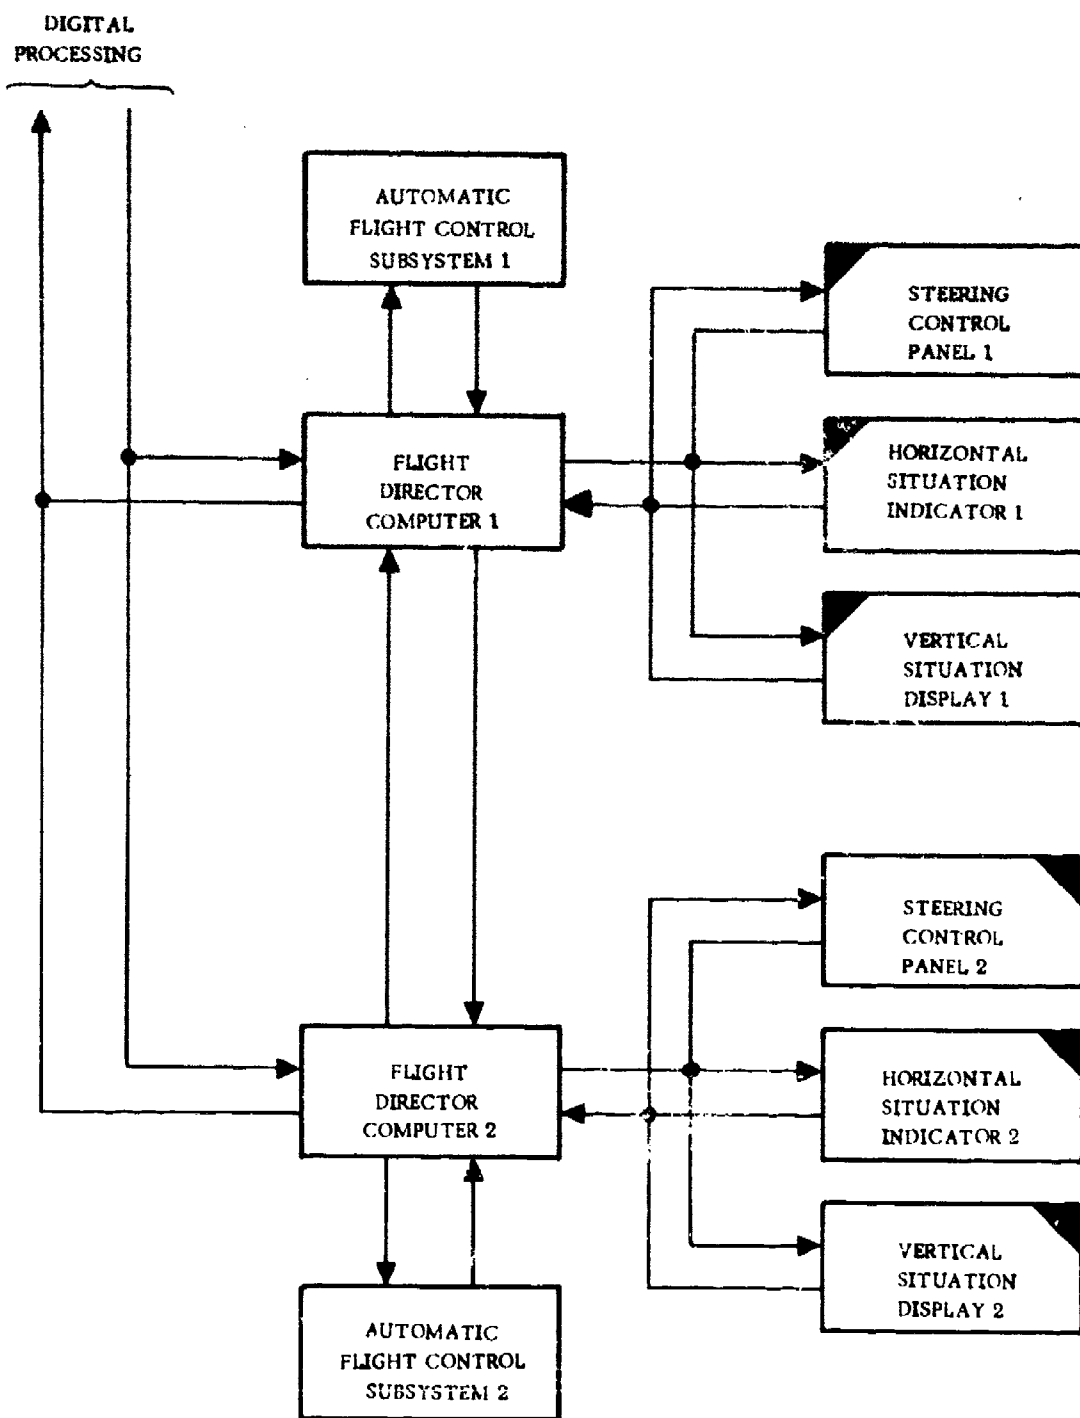 DIGITAL
PROCESSING
AUTOMATIC
FLIGHT CONTROL
SUBSYSTEM 1
STEERING
CONTROL
PANEL 1
FLIGHT
DIRECTOR
COMPUTER 1
HORIZONTAL
SITUATION
INDICATOR 1
VERTICAL
SITUATION
DISPLAY 1
STEERING
CONTROL
PANEL 2
FLIGHT
DIRECTOR
COMPUTER 2
HORIZONTAL
SITUATION
INDICATOR 2
VERTICAL
SITUATION
DISPLAY 2
AUTOMATIC
FLIGHT CONTROL
SUBSYSTEM 2